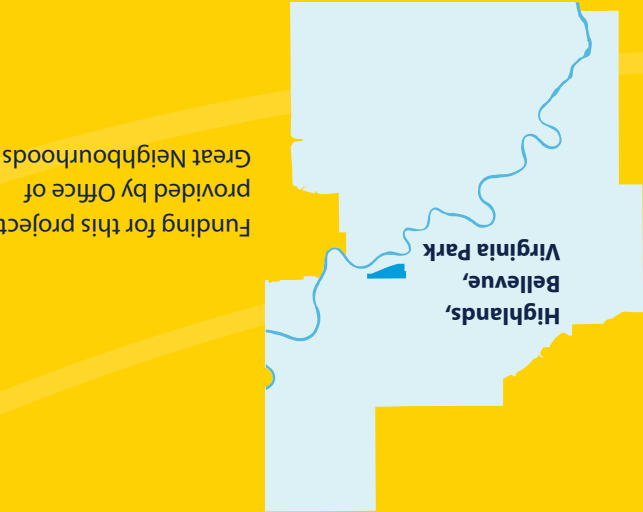 Highlands,
Bellevue,
Virginia Park
Funding for this project
provided by Office of
Great Neighbourhoods